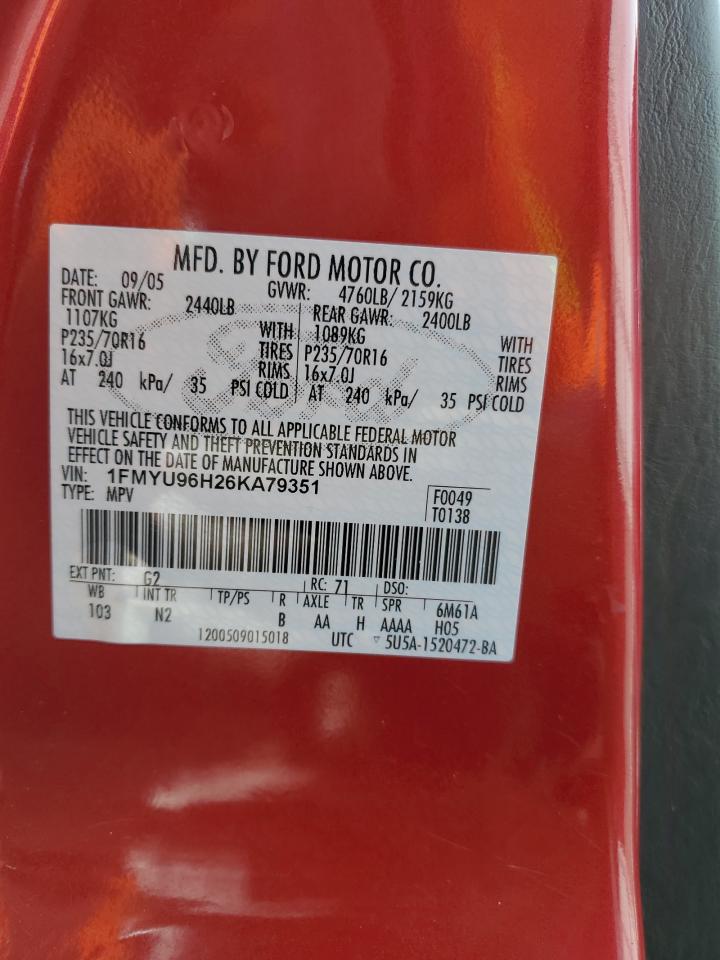 MFD. BY FORD MOTOR CO.
DATE: 09/05 GVWR: 4760LB/ 2159KG
FRONT GAWR: 2440LB REAR GAWR: 2400LB
1107KG WITH 1089KG WITH
P235/70R16 TIRES P235/70R16 TIRES
16x7.0J RIMS 16x7.0J RIMS
AT 240 kPa/ 35 PSI COLD AT 240 kPa/ 35 PSI COLD
THIS VEHICLE CONFORMS TO ALL APPLICABLE FEDERAL MOTOR
VEHICLE SAFETY AND THEFT PREVENTION STANDARDS IN
EFFECT ON THE DATE OF MANUFACTURE SHOWN ABOVE.
VIN: 1FMYU96H26KA79351
TYPE: MPV
F0049
T0138
EXT PNT: G2 RC: 71 DSO:
WB INT TR TP/PS R AXLE TR SPR 6M61A
103 N2 B AA H AAAA H05
1200509015018 UTC ▽ 5U5A-1520472-BA
Ford